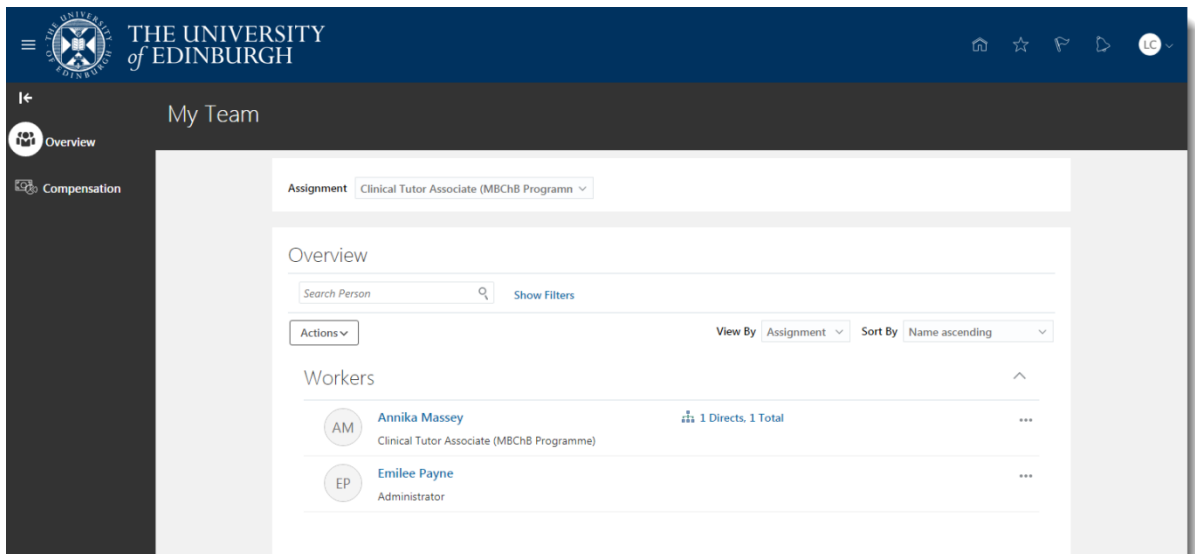 THE UNIVERSITY
of EDINBURGH
LC
My Team
Overview
Compensation
Assignment Clinical Tutor Associate (MBChB Programn
Overview
Search Person Show Filters
Actions View By Assignment Sort By Name ascending
Workers
AM Annika Massey 1 Directs, 1 Total
Clinical Tutor Associate (MBChB Programme)
EP Emilee Payne
Administrator